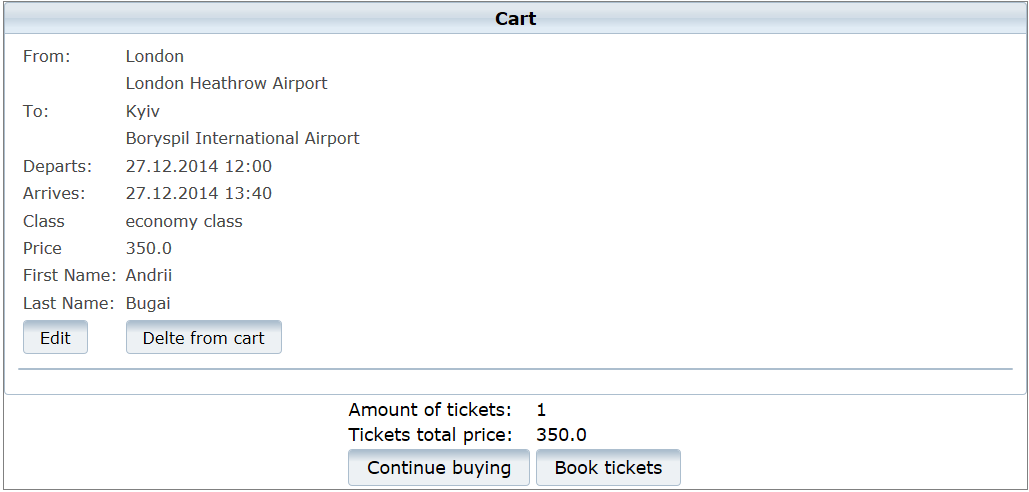 Cart
From: London
London Heathrow Airport
To: Kyiv
Boryspil International Airport
Departs: 27.12.2014 12:00
Arrives: 27.12.2014 13:40
Class economy class
Price 350.0
First Name: Andrii
Last Name: Bugai
Edit Delte from cart
Amount of tickets: 1
Tickets total price: 350.0
Continue buying Book tickets